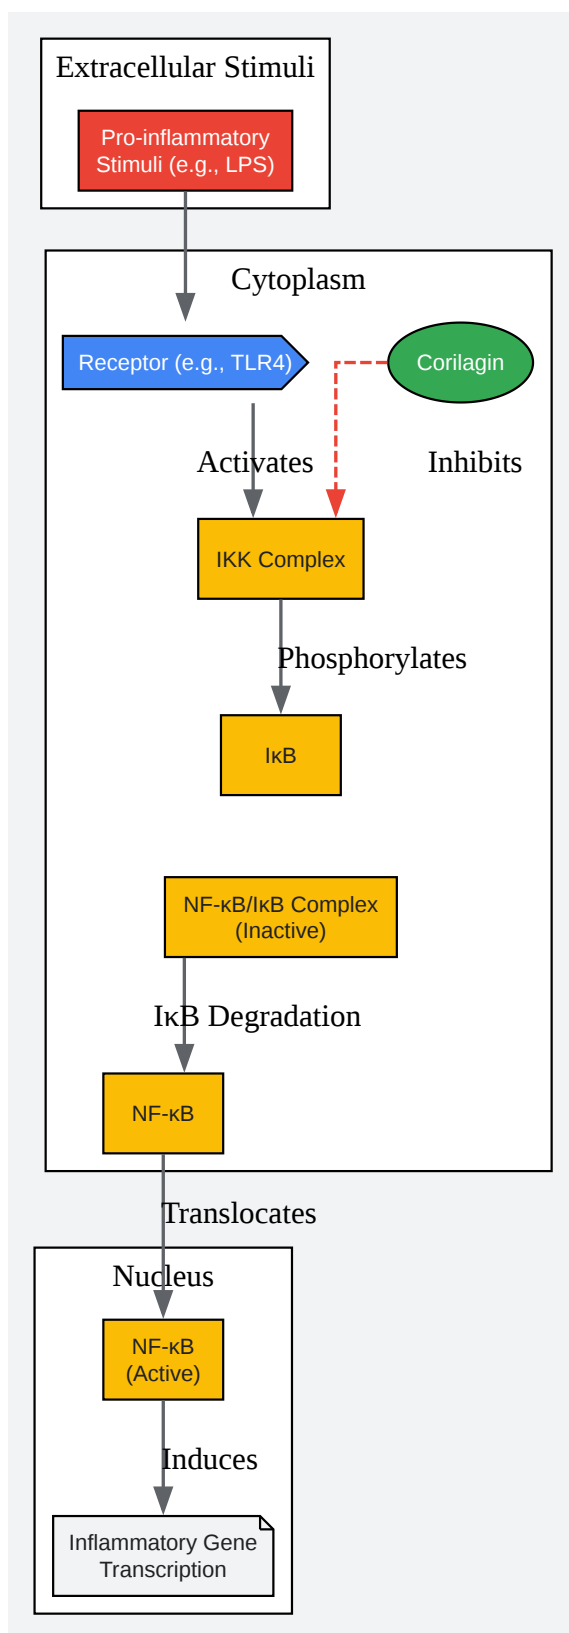 Extracellular Stimuli
Pro-inflammatory
Stimuli (e.g., LPS)
Cytoplasm
Receptor (e.g., TLR4)
Corilagin
Activates
Inhibits
IKK Complex
Phosphorylates
IκB
NF-κB/IκB Complex
(Inactive)
IκB Degradation
NF-κB
Translocates
Nucleus
NF-κB
(Active)
Induces
Inflammatory Gene
Transcription